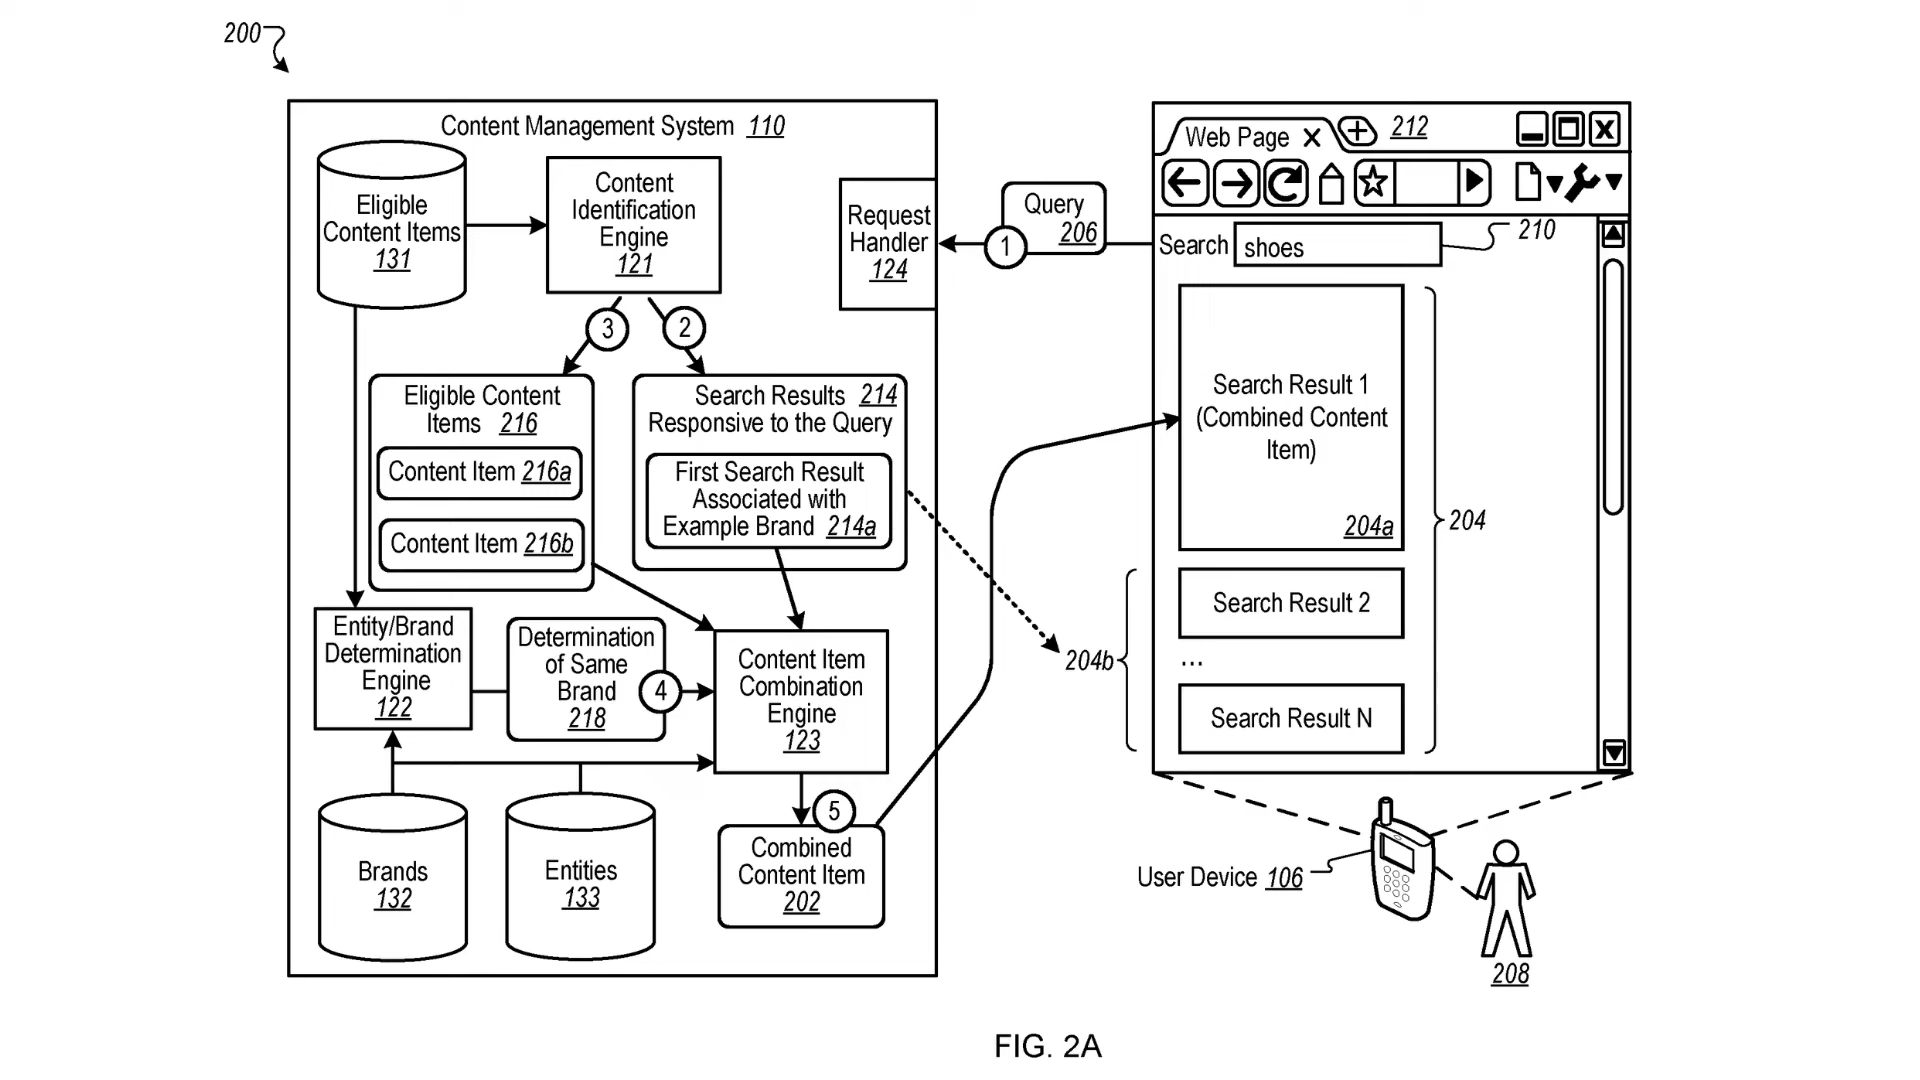 200
Content Management System 110
Eligible
Content Items
131
Content
Identification
Engine
121
Request
Handler
124
Query
206
1
Web Page X
212
X
Search
shoes
210
3
2
Eligible Content
Items 216
Content Item 216a
Content Item 216b
Search Results 214
Responsive to the Query
First Search Result
Associated with
Example Brand 214a
Search Result 1
(Combined Content
Item)
204a
204
Search Result 2
...
Search Result N
204b
Entity/Brand
Determination
Engine
122
Determination
of Same
Brand
218
4
Content Item
Combination
Engine
123
5
Brands
132
Entities
133
Combined
Content Item
202
User Device 106
208
FIG. 2A